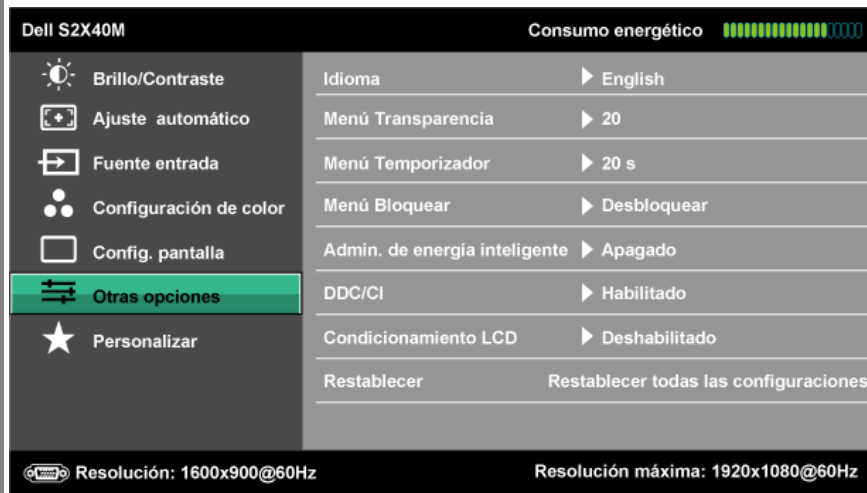 Dell S2X40M Consumo energético
Brillo/Contraste
Ajuste automático
Fuente entrada
Configuración de color
Config. pantalla
Otras opciones
Personalizar
Idioma English
Menú Transparencia 20
Menú Temporizador 20 s
Menú Bloquear Desbloquear
Admin. de energía inteligente Apagado
DDC/CI Habilitado
Condicionamiento LCD Deshabilitado
Restablecer Restablecer todas las configuraciones
Resolución: 1600x900@60Hz Resolución máxima: 1920x1080@60Hz